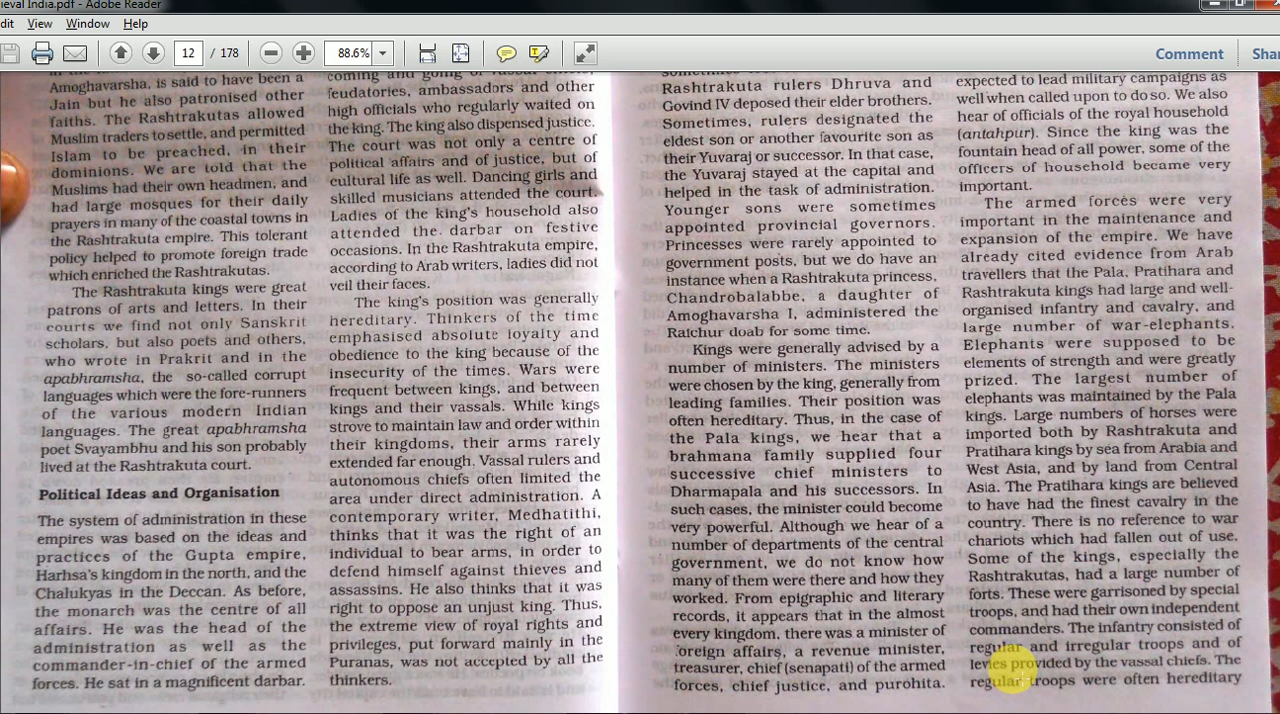 ieval India.pdf - Adobe Reader
dit View Window Help
12 / 178 88.6% Comment Shar
Amoghavarsha, is said to have been a
Jain but he also patronised other
faiths. The Rashtrakutas allowed
Muslim traders to settle, and permitted
Islam to be preached, in their
dominions. We are told that the
Muslims had their own headmen, and
had large mosques for their daily
prayers in many of the coastal towns in
the Rashtrakuta empire. This tolerant
policy helped to promote foreign trade
which enriched the Rashtrakutas.
The Rashtrakuta kings were great
patrons of arts and letters. In their
courts we find not only Sanskrit
scholars, but also poets and others,
who wrote in Prakrit and in the
apabhramsha, the so-called corrupt
languages which were the fore-runners
of the various modern Indian
languages. The great apabhramsha
poet Svayambhu and his son probably
lived at the Rashtrakuta court.
Political Ideas and Organisation
The system of administration in these
empires was based on the ideas and
practices of the Gupta empire,
Harhsa's kingdom in the north, and the
Chalukyas in the Deccan. As before,
the monarch was the centre of all
affairs. He was the head of the
administration as well as the
commander-in-chief of the armed
forces. He sat in a magnificent darbar.
coming and going of vassal chiefs,
feudatories, ambassadors and other
high officials who regularly waited on
the king. The king also dispensed justice.
The court was not only a centre of
political affairs and of justice, but of
cultural life as well. Dancing girls and
skilled musicians attended the court.
Ladies of the king's household also
attended the darbar on festive
occasions. In the Rashtrakuta empire,
according to Arab writers, ladies did not
veil their faces.
The king's position was generally
hereditary. Thinkers of the time
emphasised absolute loyalty and
obedience to the king because of the
insecurity of the times. Wars were
frequent between kings, and between
kings and their vassals. While kings
strove to maintain law and order within
their kingdoms, their arms rarely
extended far enough. Vassal rulers and
autonomous chiefs often limited the
area under direct administration. A
contemporary writer, Medhatithi,
thinks that it was the right of an
individual to bear arms, in order to
defend himself against thieves and
assassins. He also thinks that it was
right to oppose an unjust king. Thus,
the extreme view of royal rights and
privileges, put forward mainly in the
Puranas, was not accepted by all the
thinkers.
Rashtrakuta rulers Dhruva and
Govind IV deposed their elder brothers.
Sometimes, rulers designated the
eldest son or another favourite son as
their Yuvaraj or successor. In that case,
the Yuvaraj stayed at the capital and
helped in the task of administration.
Younger sons were sometimes
appointed provincial governors.
Princesses were rarely appointed to
government posts, but we do have an
instance when a Rashtrakuta princess,
Chandrobalabbe, a daughter of
Amoghavarsha I, administered the
Raichur doab for some time.
Kings were generally advised by a
number of ministers. The ministers
were chosen by the king, generally from
leading families. Their position was
often hereditary. Thus, in the case of
the Pala kings, we hear that a
brahmana family supplied four
successive chief ministers to
Dharmapala and his successors. In
such cases, the minister could become
very powerful. Although we hear of a
number of departments of the central
government, we do not know how
many of them were there and how they
worked. From epigraphic and literary
records, it appears that in the almost
every kingdom, there was a minister of
foreign affairs, a revenue minister,
treasurer, chief (senapati) of the armed
forces, chief justice, and purohita.
expected to lead military campaigns as
well when called upon to do so. We also
hear of officials of the royal household
(antahpur). Since the king was the
fountain head of all power, some of the
officers of household became very
important.
The armed forces were very
important in the maintenance and
expansion of the empire. We have
already cited evidence from Arab
travellers that the Pala, Pratihara and
Rashtrakuta kings had large and well-
organised infantry and cavalry, and
large number of war-elephants.
Elephants were supposed to be
elements of strength and were greatly
prized. The largest number of
elephants was maintained by the Pala
kings. Large numbers of horses were
imported both by Rashtrakuta and
Pratihara kings by sea from Arabia and
West Asia, and by land from Central
Asia. The Pratihara kings are believed
to have had the finest cavalry in the
country. There is no reference to war
chariots which had fallen out of use.
Some of the kings, especially the
Rashtrakutas, had a large number of
forts. These were garrisoned by special
troops, and had their own independent
commanders. The infantry consisted of
regular and irregular troops and of
levies provided by the vassal chiefs. The
regular troops were often hereditary